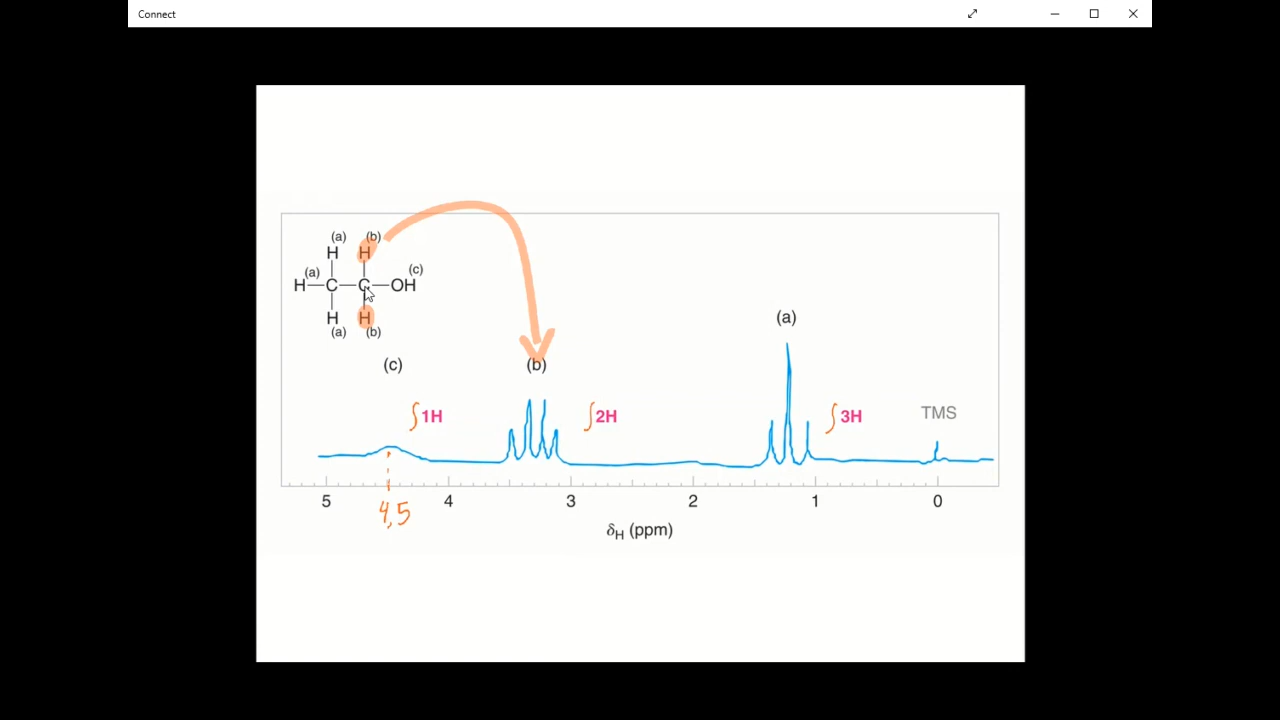 Connect
(a) (b)
H H
(a) (c)
H C C OH
H H
(a) (b)
(c) (b) (a)
∫1H ∫2H ∫3H TMS
5 4 3 2 1 0
4,5
δH (ppm)